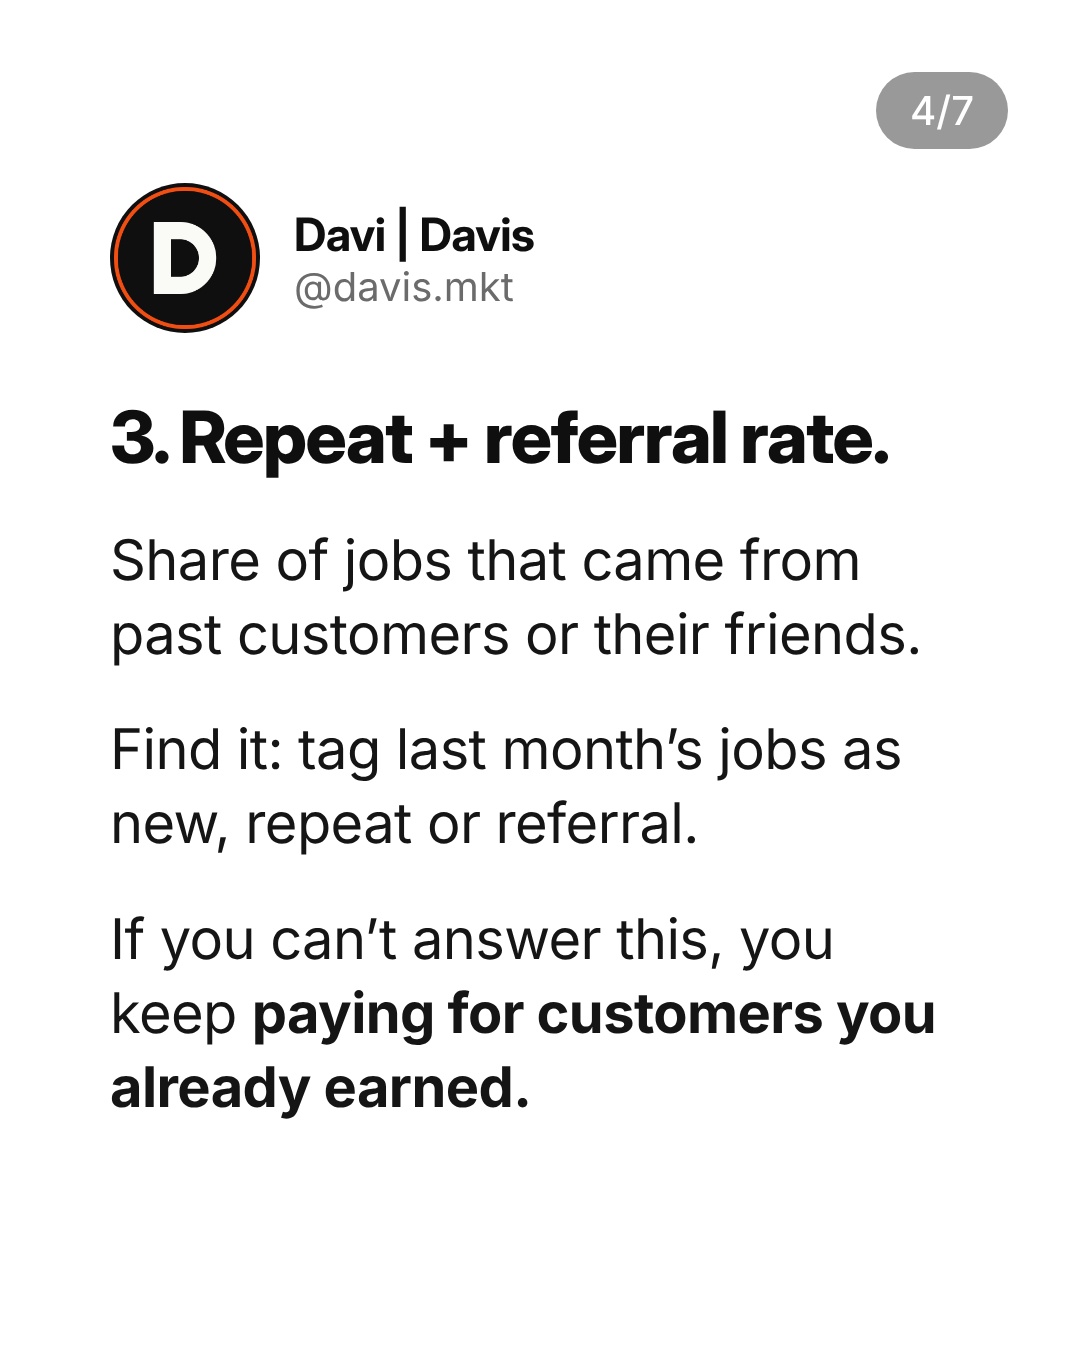 4/7
D
Davi | Davis
@davis.mkt
3. Repeat + referral rate.
Share of jobs that came from
past customers or their friends.
Find it: tag last month’s jobs as
new, repeat or referral.
If you can’t answer this, you
keep paying for customers you
already earned.